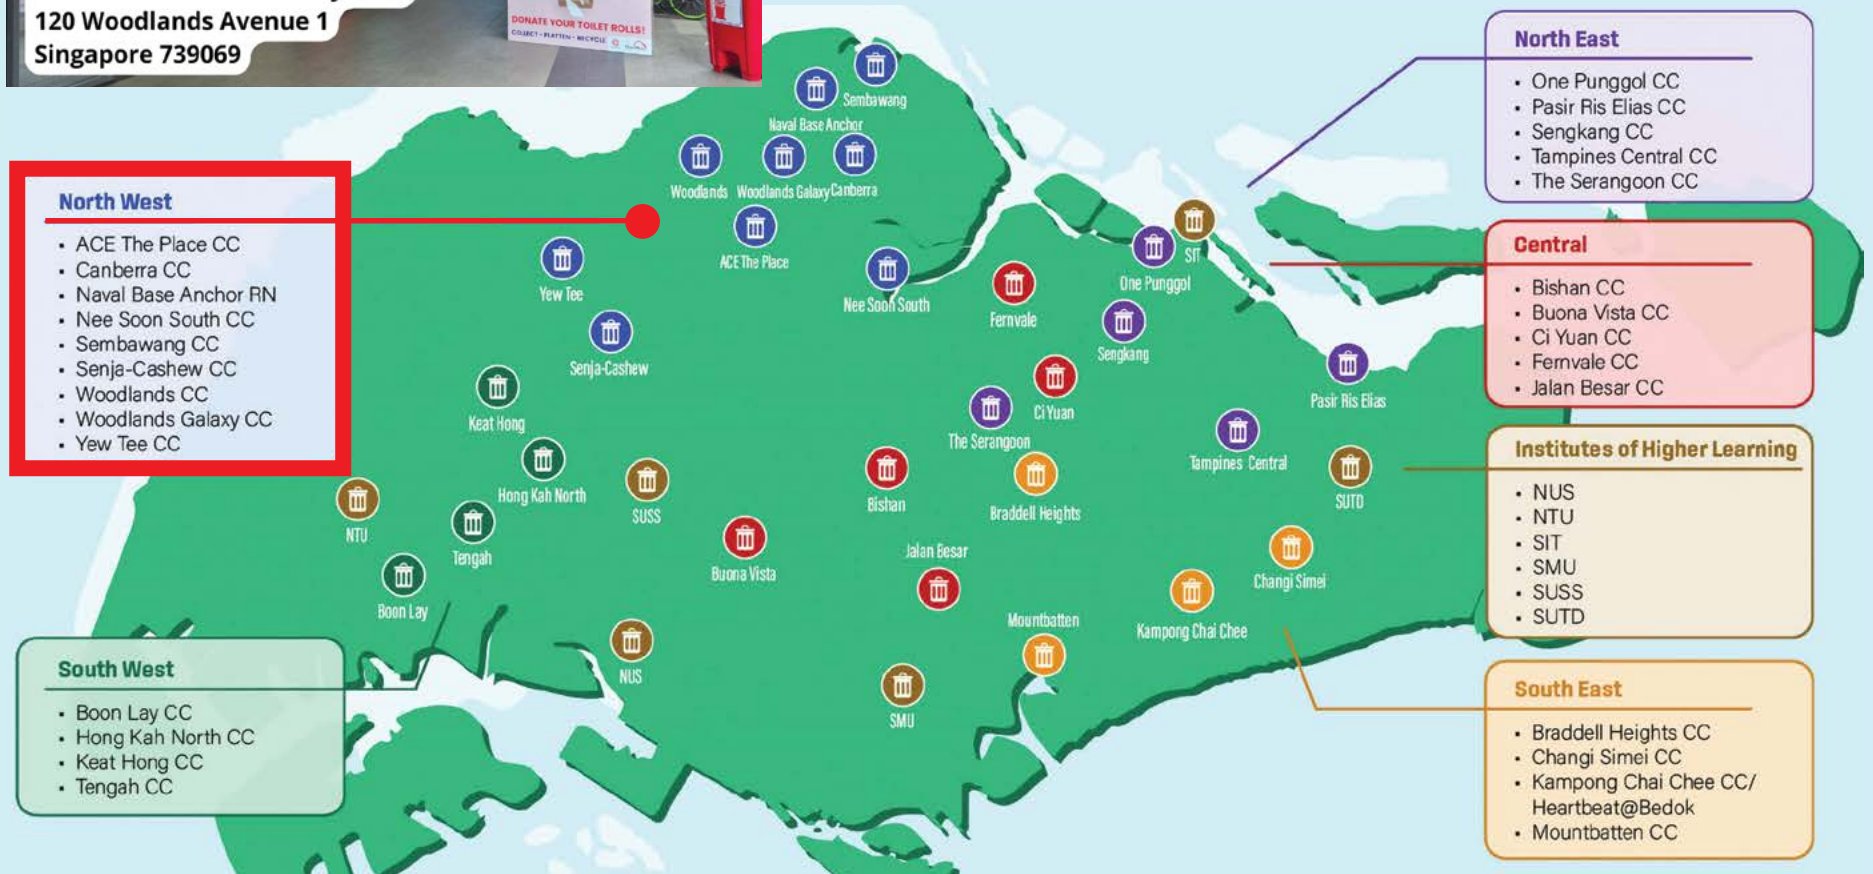 120 Woodlands Avenue 1
Singapore 739069
DONATE YOUR TOILET ROLLS!
COLLECT • FLATTEN • RECYCLE
North West
• ACE The Place CC
• Canberra CC
• Naval Base Anchor RN
• Nee Soon South CC
• Sembawang CC
• Senja-Cashew CC
• Woodlands CC
• Woodlands Galaxy CC
• Yew Tee CC
South West
• Boon Lay CC
• Hong Kah North CC
• Keat Hong CC
• Tengah CC
Sembawang
Naval Base Anchor
Woodlands
Woodlands Galaxy
Canberra
ACE The Place
Yew Tee
Nee Soon South
Senja-Cashew
Keat Hong
Hong Kah North
NTU
Tengah
Boon Lay
SUSS
NUS
Buona Vista
Bishan
Jalan Besar
SMU
Mountbatten
Braddell Heights
The Serangoon
Ci Yuan
Fernvale
Sengkang
One Punggol
SIT
Pasir Ris Elias
Tampines Central
SUTD
Changi Simei
Kampong Chai Chee
North East
• One Punggol CC
• Pasir Ris Elias CC
• Sengkang CC
• Tampines Central CC
• The Serangoon CC
Central
• Bishan CC
• Buona Vista CC
• Ci Yuan CC
• Fernvale CC
• Jalan Besar CC
Institutes of Higher Learning
• NUS
• NTU
• SIT
• SMU
• SUSS
• SUTD
South East
• Braddell Heights CC
• Changi Simei CC
• Kampong Chai Chee CC/
Heartbeat@Bedok
• Mountbatten CC